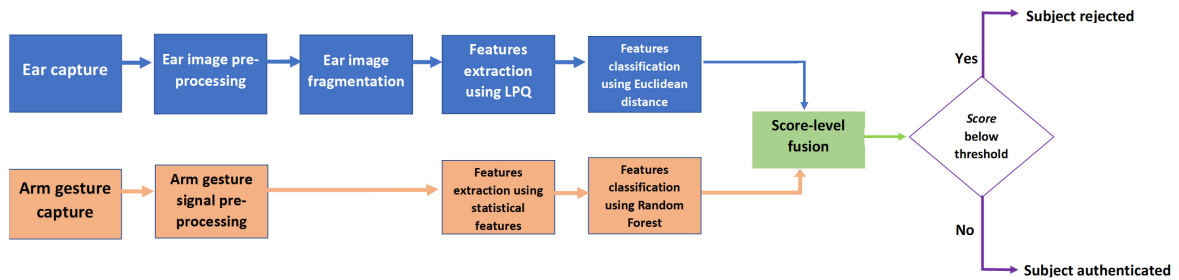 Ear capture
Ear image pre-
processing
Ear image
fragmentation
Features
extraction
using LPQ
Features
classification
using Euclidean
distance
Arm gesture
capture
Arm gesture
signal pre-
processing
Features
extraction using
statistical
features
Features
classification
using Random
Forest
Score-level
fusion
Score
below
threshold
Yes
Subject rejected
No
Subject authenticated